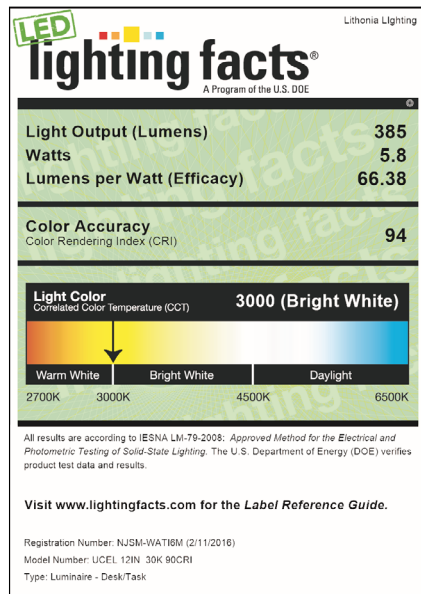 Lithonia LIghting
LED
lighting facts®
A Program of the U.S. DOE
Light Output (Lumens) 385
Watts 5.8
Lumens per Watt (Efficacy) 66.38
Color Accuracy
Color Rendering Index (CRI) 94
Light Color
Correlated Color Temperature (CCT) 3000 (Bright White)
Warm White Bright White Daylight
2700K 3000K 4500K 6500K
All results are according to IESNA LM-79-2008: Approved Method for the Electrical and
Photometric Testing of Solid-State Lighting. The U.S. Department of Energy (DOE) verifies
product test data and results.
Visit www.lightingfacts.com for the Label Reference Guide.
Registration Number: NJSM-WATI6M (2/11/2016)
Model Number: UCEL 12IN 30K 90CRI
Type: Luminaire - Desk/Task